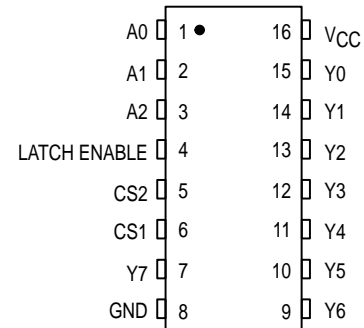 A0 1 16 VCC
A1 2 15 Y0
A2 3 14 Y1
LATCH ENABLE 4 13 Y2
CS2 5 12 Y3
CS1 6 11 Y4
Y7 7 10 Y5
GND 8 9 Y6